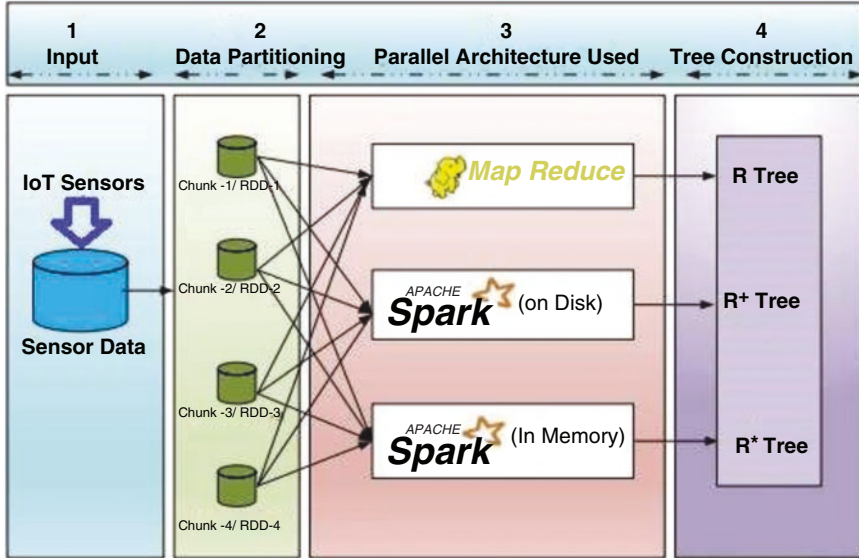 1
Input
2
Data Partitioning
3
Parallel Architecture Used
4
Tree Construction
IoT Sensors
Sensor Data
Chunk -1/ RDD-1
Chunk -2/ RDD-2
Chunk -3/ RDD-3
Chunk -4/ RDD-4
Map Reduce
APACHE
Spark (on Disk)
APACHE
Spark (In Memory)
R Tree
R+ Tree
R* Tree